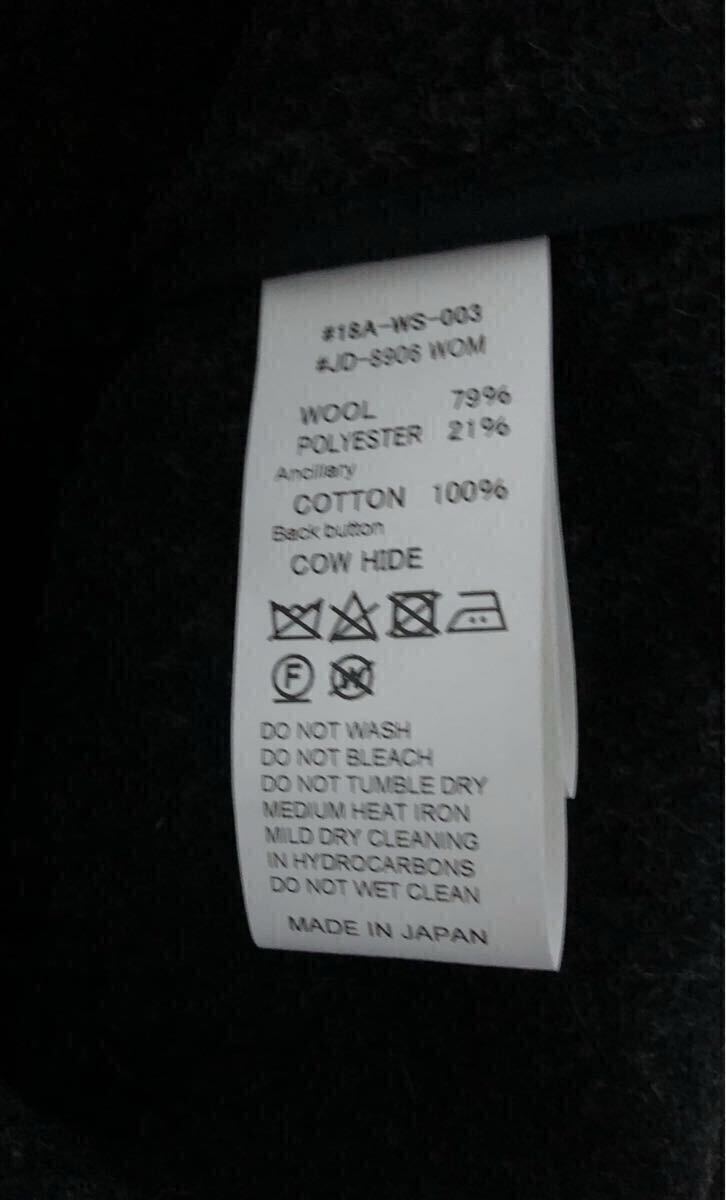 #18A-WS-003
#JD-8906 WOM
WOOL 79%
POLYESTER 21%
Ancillary
COTTON 100%
Back button
COW HIDE
F W
DO NOT WASH
DO NOT BLEACH
DO NOT TUMBLE DRY
MEDIUM HEAT IRON
MILD DRY CLEANING
IN HYDROCARBONS
DO NOT WET CLEAN
MADE IN JAPAN